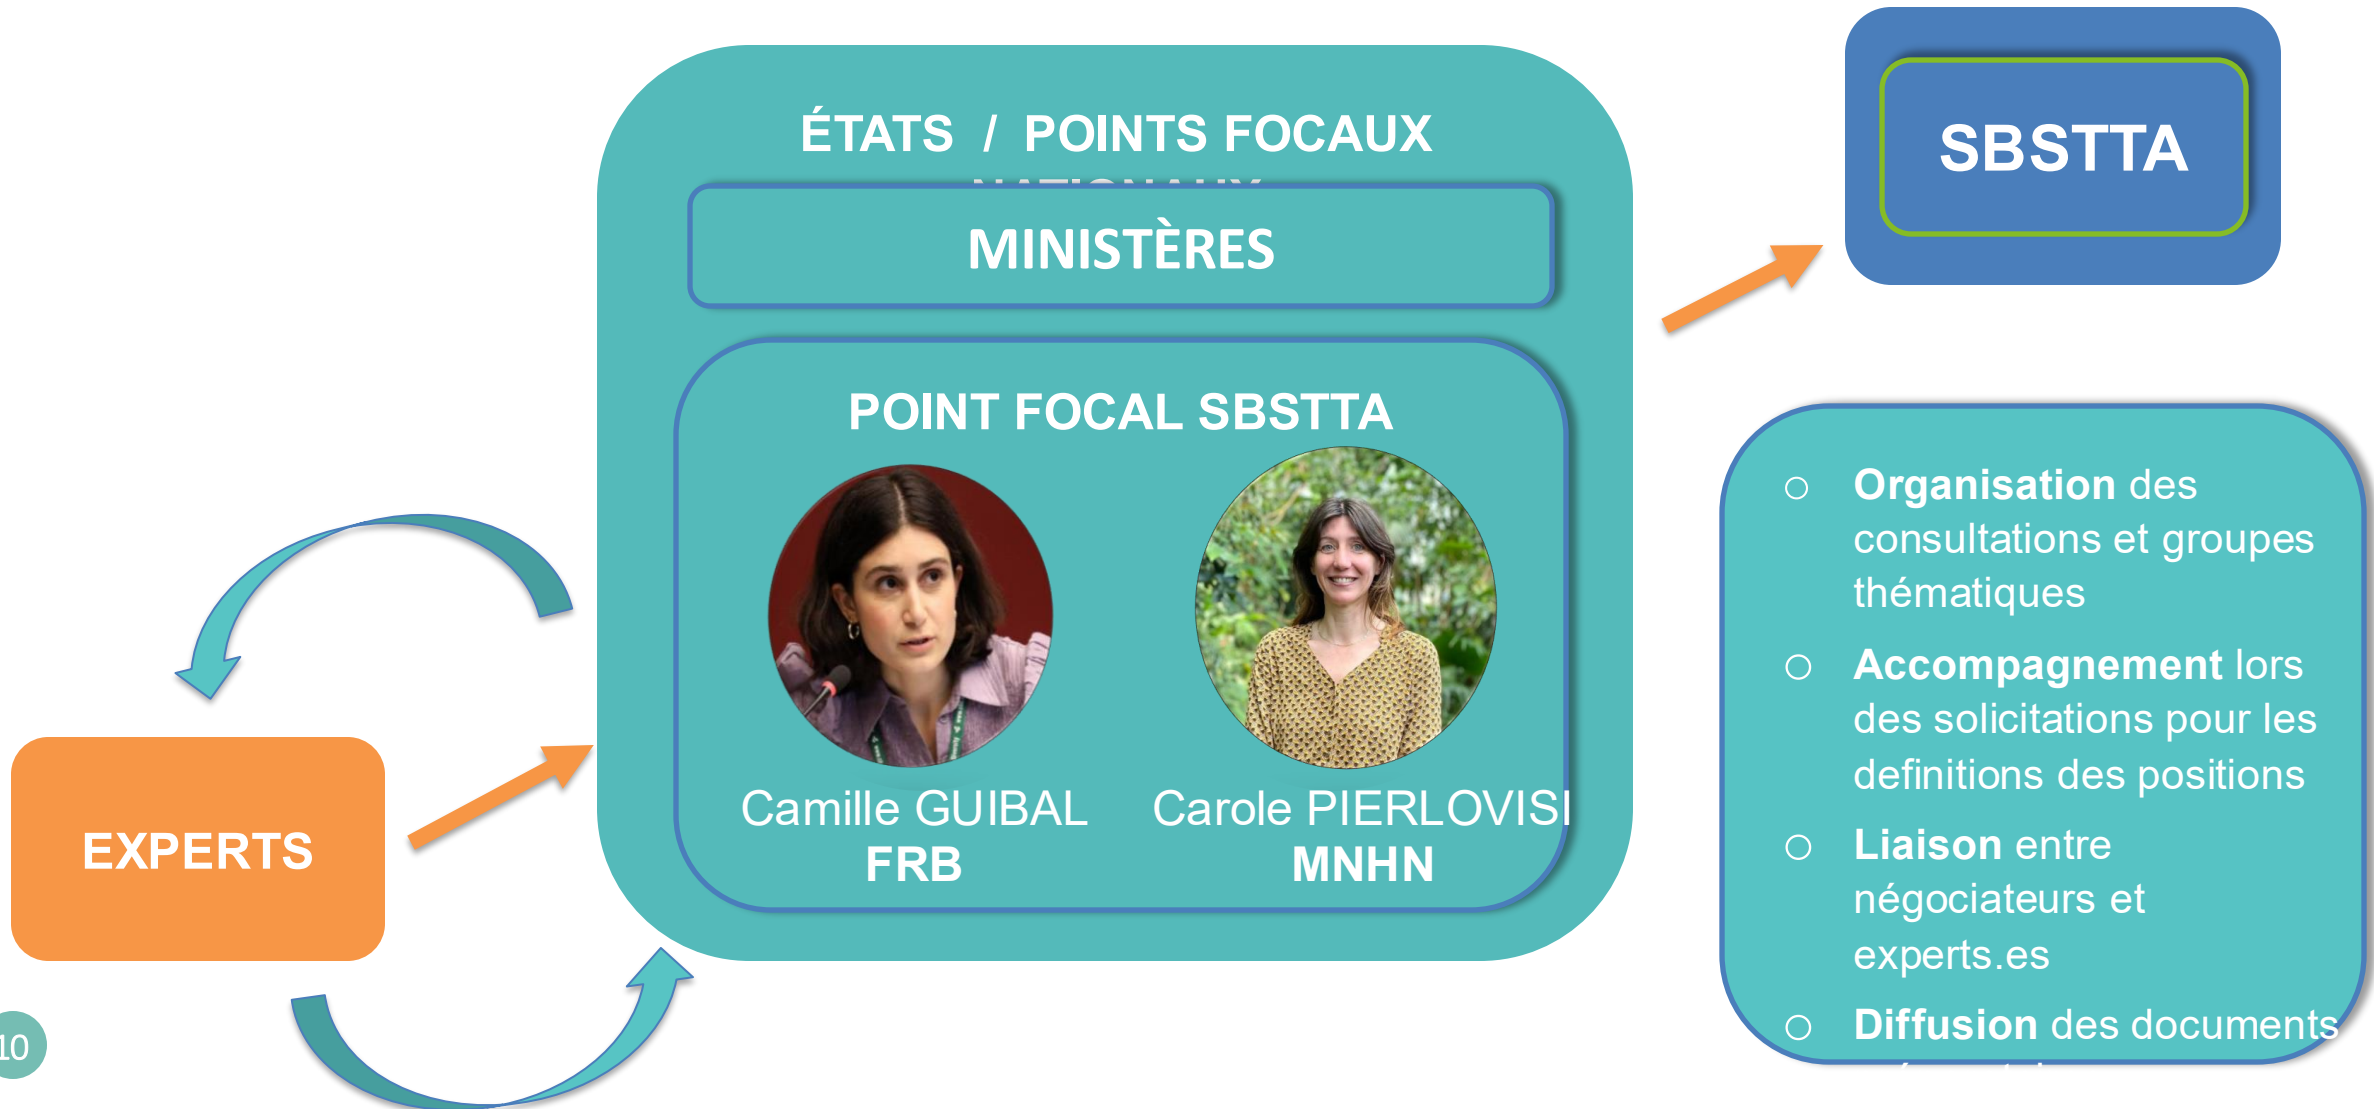 ÉTATS / POINTS FOCAUX
NATIONAUX
MINISTÈRES
POINT FOCAL SBSTTA
Camille GUIBAL
FRB
Carole PIERLOVISI
MNHN
EXPERTS
SBSTTA
o Organisation des
consultations et groupes
thématiques
o Accompagnement lors
des solicitations pour les
definitions des positions
o Liaison entre
négociateurs et
experts.es
o Diffusion des documents
10